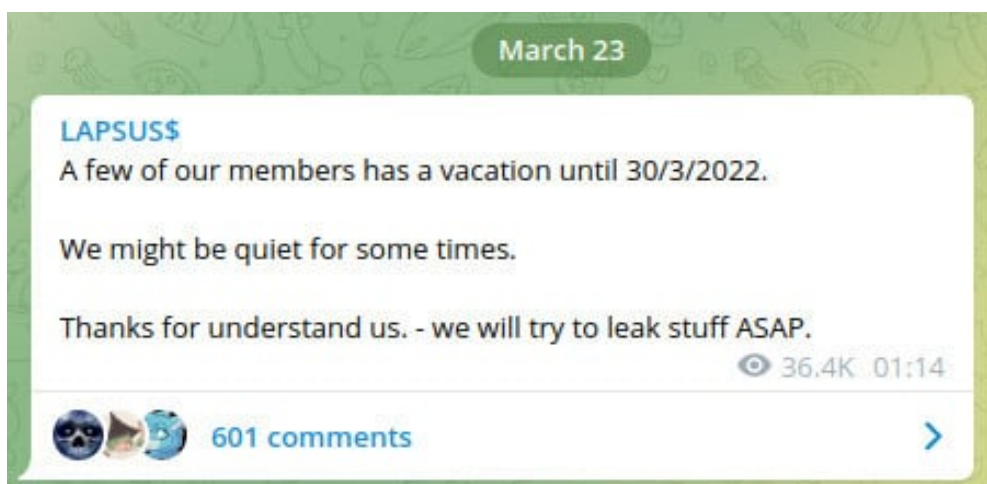 March 23
LAPSUS$
A few of our members has a vacation until 30/3/2022.
We might be quiet for some times.
Thanks for understand us. - we will try to leak stuff ASAP.
36.4K 01:14
601 comments